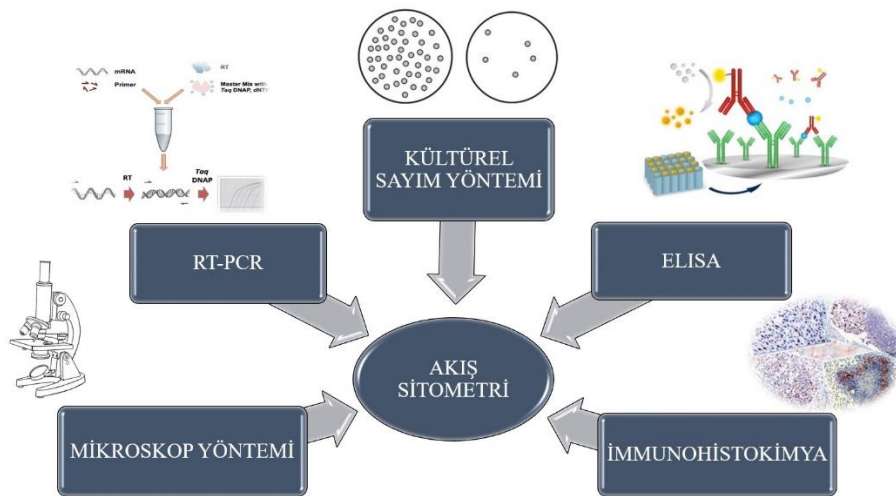 mRNA
Primer
RT
Master Mix with
Taq DNAP, dNTP
RT
Taq
DNAP
KÜLTÜREL
SAYIM YÖNTEMİ
RT-PCR
ELISA
AKIŞ
SİTOMETRİ
MİKROSKOP YÖNTEMİ
İMMUNOHİSTOKİMYA